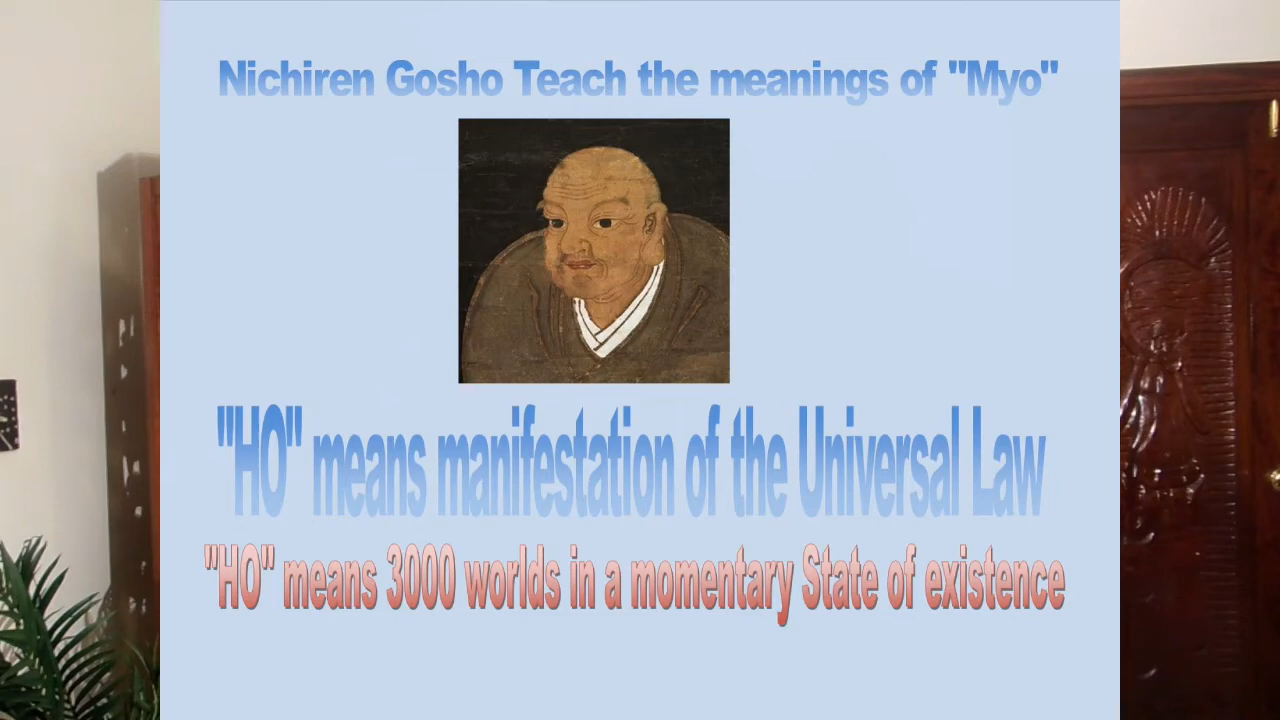 Nichiren Gosho Teach the meanings of "Myo"
"HO" means manifestation of the Universal Law
"HO" means 3000 worlds in a momentary State of existence